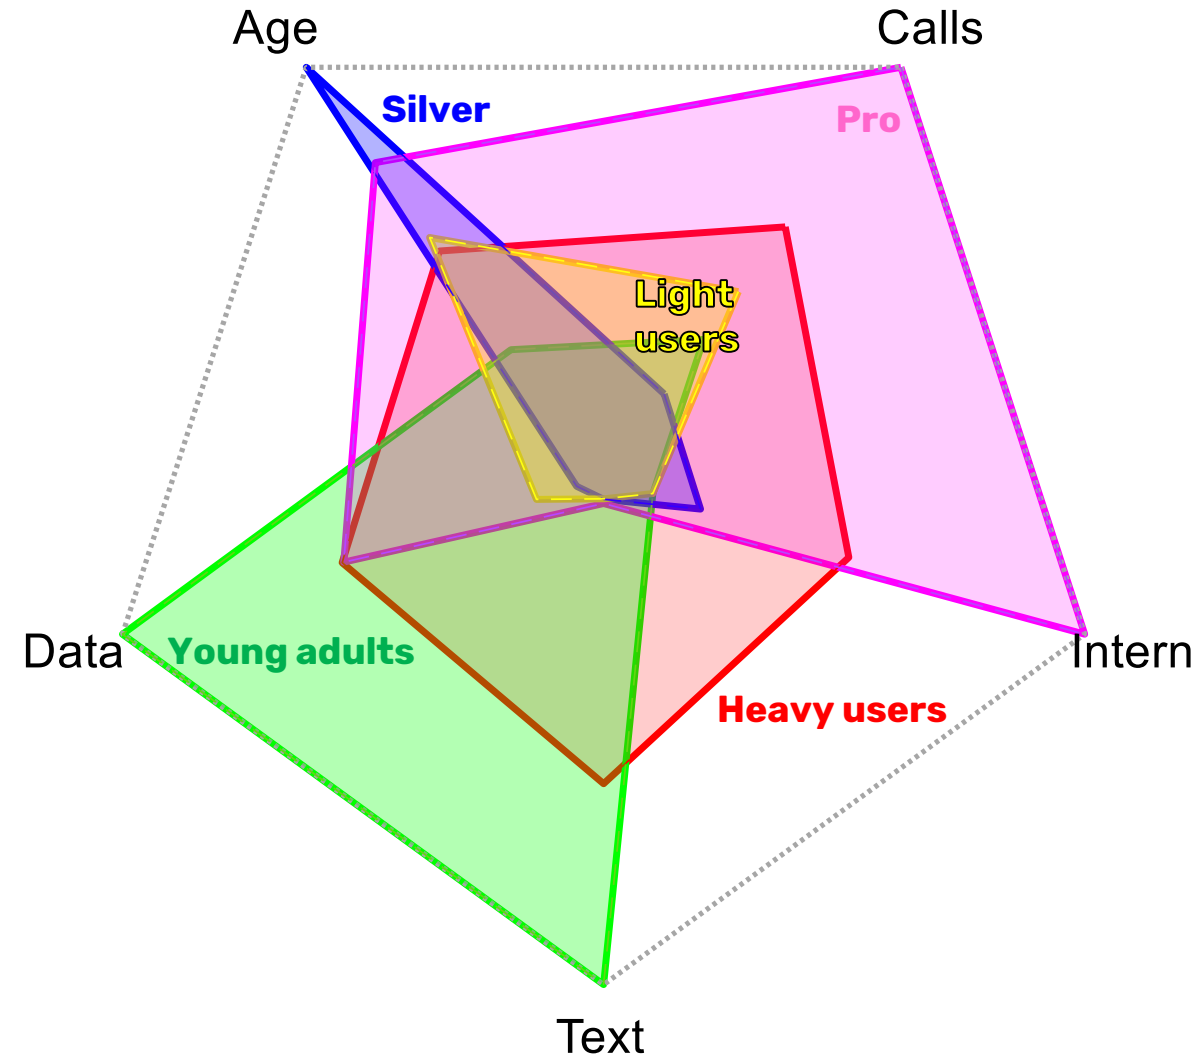 Age
Calls
Silver
Pro
Light
users
Data
Young adults
Intern
Heavy users
Text